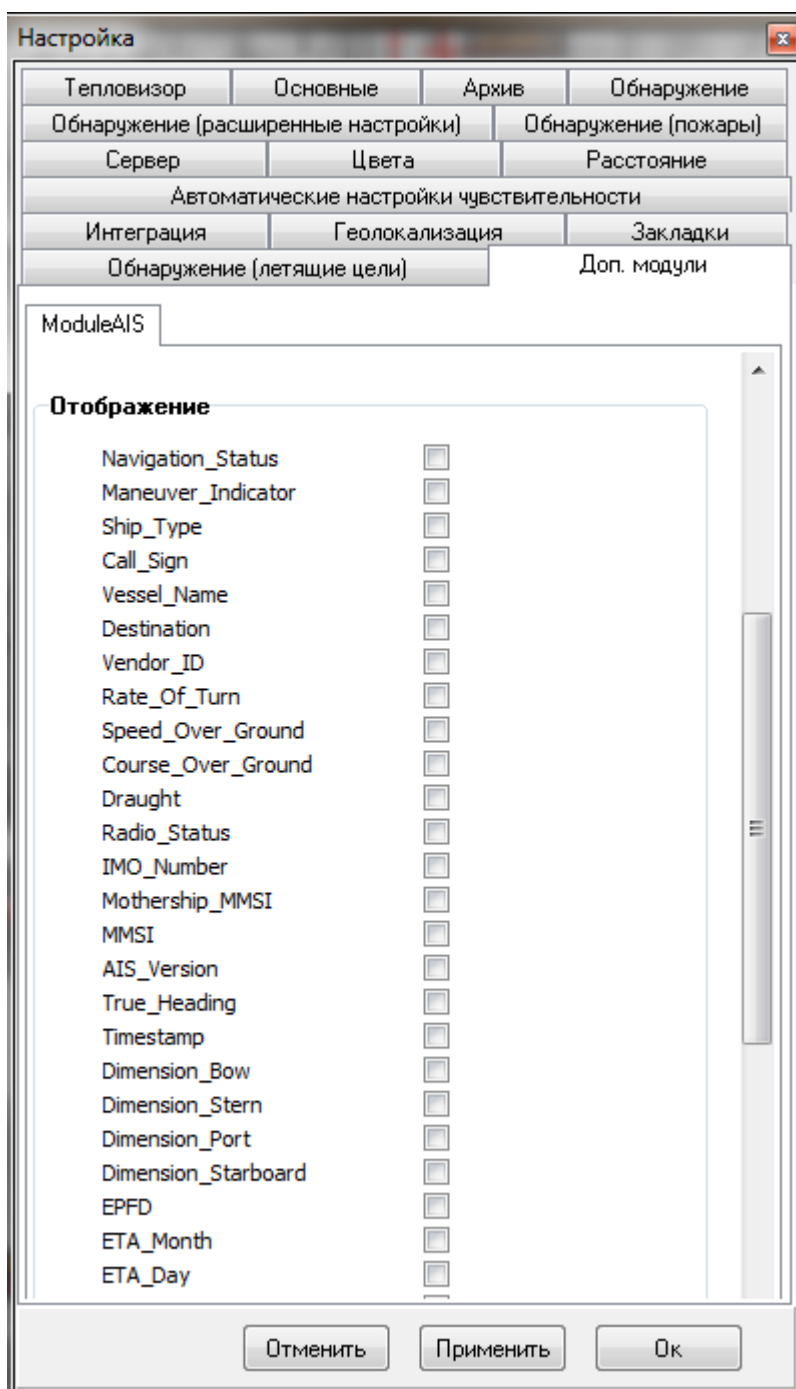 Настройка
Тепловизор Основные Архив Обнаружение
Обнаружение (расширенные настройки) Обнаружение (пожары)
Сервер Цвета Расстояние
Автоматические настройки чувствительности
Интеграция Геолокализация Закладки
Обнаружение (летящие цели) Доп. модули
ModuleAIS
Отображение
Navigation_Status
Maneuver_Indicator
Ship_Type
Call_Sign
Vessel_Name
Destination
Vendor_ID
Rate_Of_Turn
Speed_Over_Ground
Course_Over_Ground
Draught
Radio_Status
IMO_Number
Mothership_MMSI
MMSI
AIS_Version
True_Heading
Timestamp
Dimension_Bow
Dimension_Stern
Dimension_Port
Dimension_Starboard
EPFD
ETA_Month
ETA_Day
Отменить Применить Ок